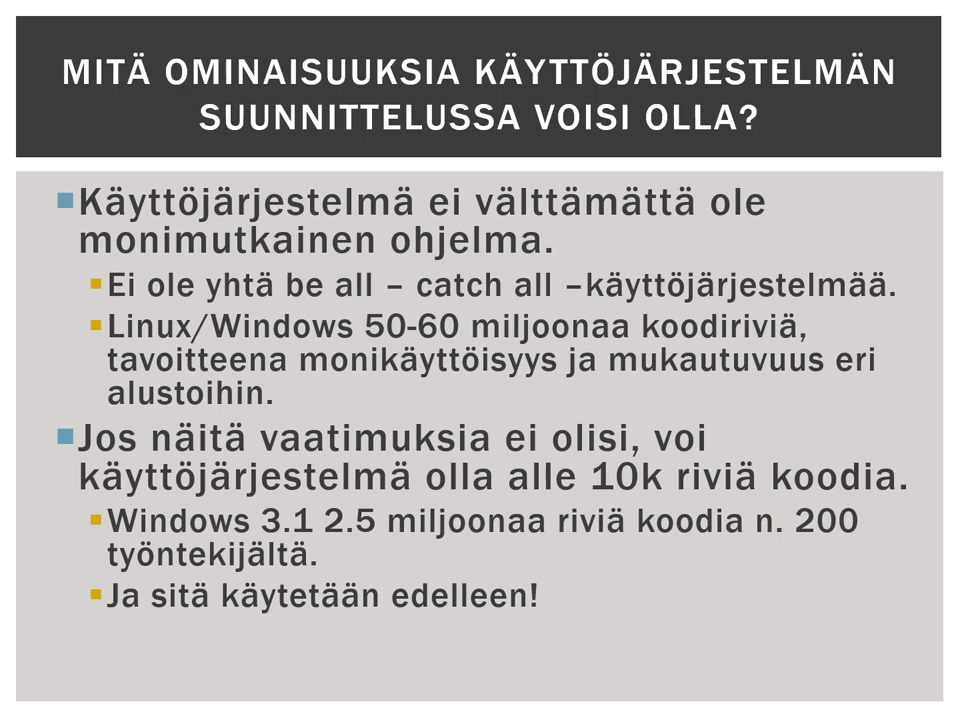 MITÄ OMINAISUUKSIA KÄYTTÖJÄRJESTELMÄN
SUUNNITTELUSSA VOISI OLLA?
Käyttöjärjestelmä ei välttämättä ole
monimutkainen ohjelma.
Ei ole yhtä be all – catch all –käyttöjärjestelmää.
Linux/Windows 50-60 miljoonaa koodiriviä,
tavoitteena monikäyttöisyys ja mukautuvuus eri
alustoihin.
Jos näitä vaatimuksia ei olisi, voi
käyttöjärjestelmä olla alle 10k riviä koodia.
Windows 3.1 2.5 miljoonaa riviä koodia n. 200
työntekijältä.
Ja sitä käytetään edelleen!